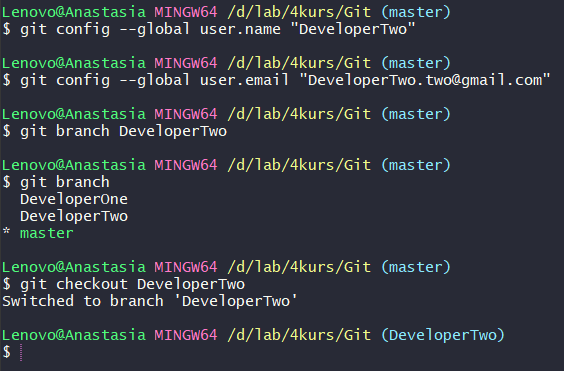 Lenovo@Anastasia MINGW64 /d/lab/4kurs/Git (master)
$ git config --global user.name "DeveloperTwo"
Lenovo@Anastasia MINGW64 /d/lab/4kurs/Git (master)
$ git config --global user.email "DeveloperTwo.two@gmail.com"
Lenovo@Anastasia MINGW64 /d/lab/4kurs/Git (master)
$ git branch DeveloperTwo
Lenovo@Anastasia MINGW64 /d/lab/4kurs/Git (master)
$ git branch
  DeveloperOne
  DeveloperTwo
* master
Lenovo@Anastasia MINGW64 /d/lab/4kurs/Git (master)
$ git checkout DeveloperTwo
Switched to branch 'DeveloperTwo'
Lenovo@Anastasia MINGW64 /d/lab/4kurs/Git (DeveloperTwo)
$